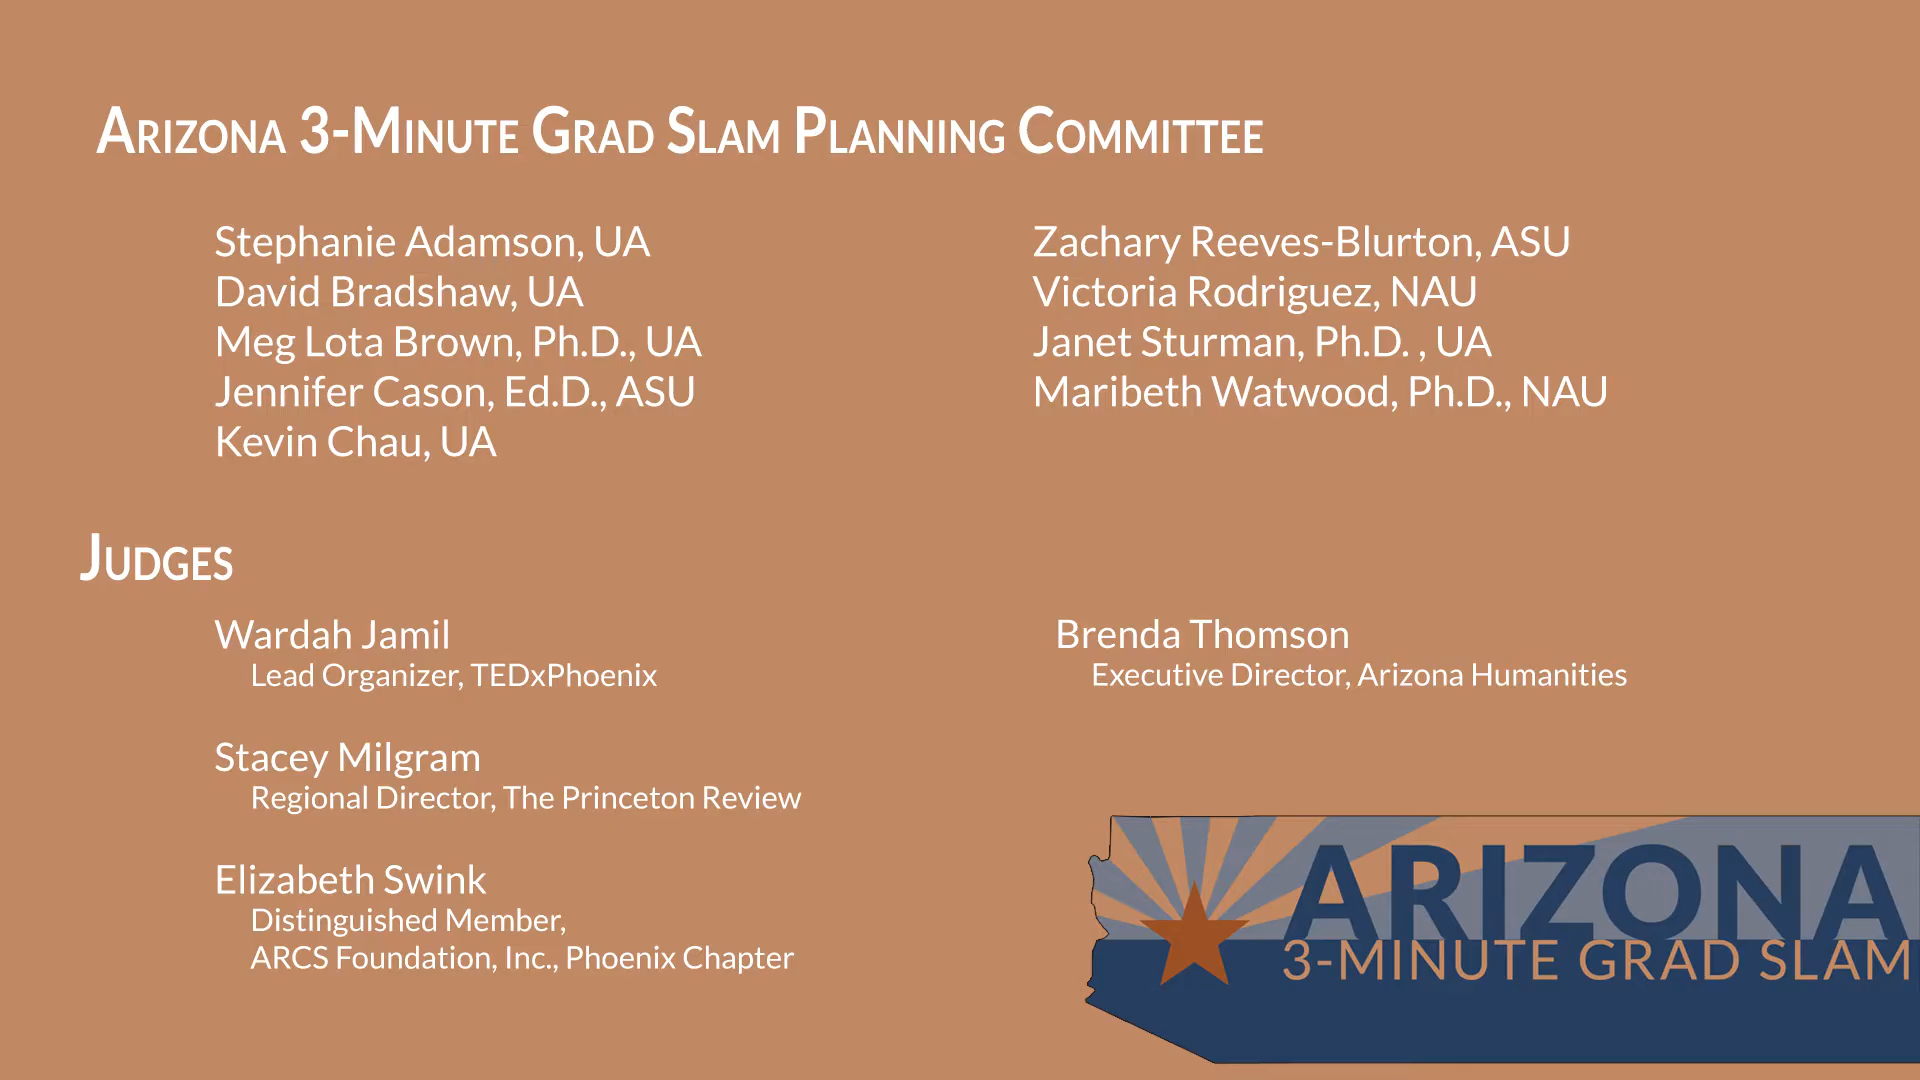 Arizona 3-Minute Grad Slam Planning Committee
Stephanie Adamson, UA
David Bradshaw, UA
Meg Lota Brown, Ph.D., UA
Jennifer Cason, Ed.D., ASU
Kevin Chau, UA
Zachary Reeves-Blurton, ASU
Victoria Rodriguez, NAU
Janet Sturman, Ph.D. , UA
Maribeth Watwood, Ph.D., NAU
Judges
Wardah Jamil
Lead Organizer, TEDxPhoenix
Stacey Milgram
Regional Director, The Princeton Review
Elizabeth Swink
Distinguished Member,
ARCS Foundation, Inc., Phoenix Chapter
Brenda Thomson
Executive Director, Arizona Humanities
ARIZONA
3-MINUTE GRAD SLAM